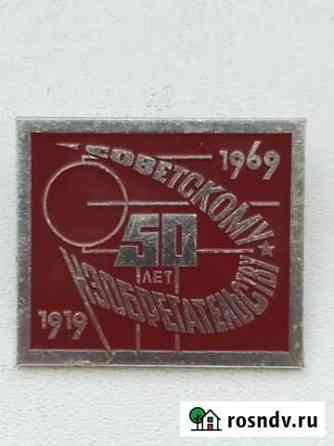 СОВЕТСКОМУ
1969
50
ЛЕТ
ИЗОБРЕТАТЕЛЬСТВУ
1919
rosndv.ru